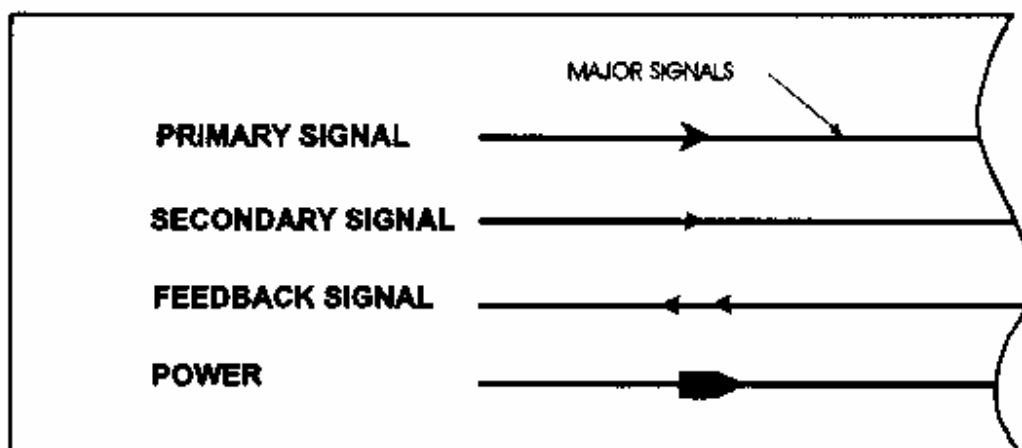 MAJOR SIGNALS
PRIMARY SIGNAL
SECONDARY SIGNAL
FEEDBACK SIGNAL
POWER